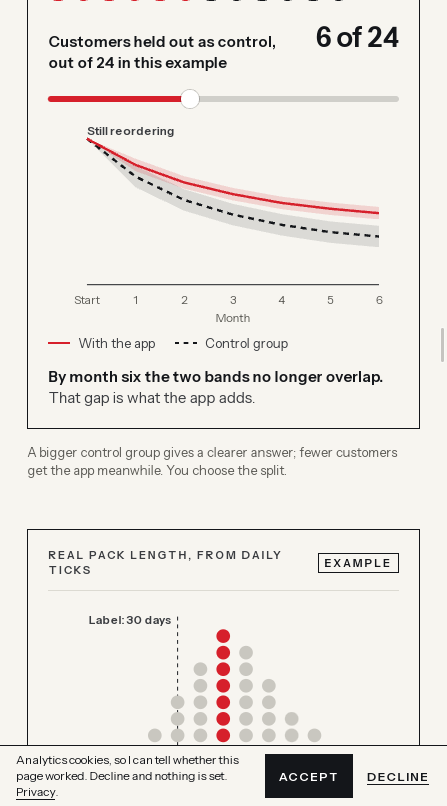 Customers held out as control,
out of 24 in this example
6 of 24
Still reordering
Start 1 2 3 4 5 6
Month
With the app Control group
By month six the two bands no longer overlap.
That gap is what the app adds.
A bigger control group gives a clearer answer; fewer customers
get the app meanwhile. You choose the split.
REAL PACK LENGTH, FROM DAILY
TICKS
EXAMPLE
Label: 30 days
Analytics cookies, so I can tell whether this
page worked. Decline and nothing is set.
Privacy.
ACCEPT
DECLINE